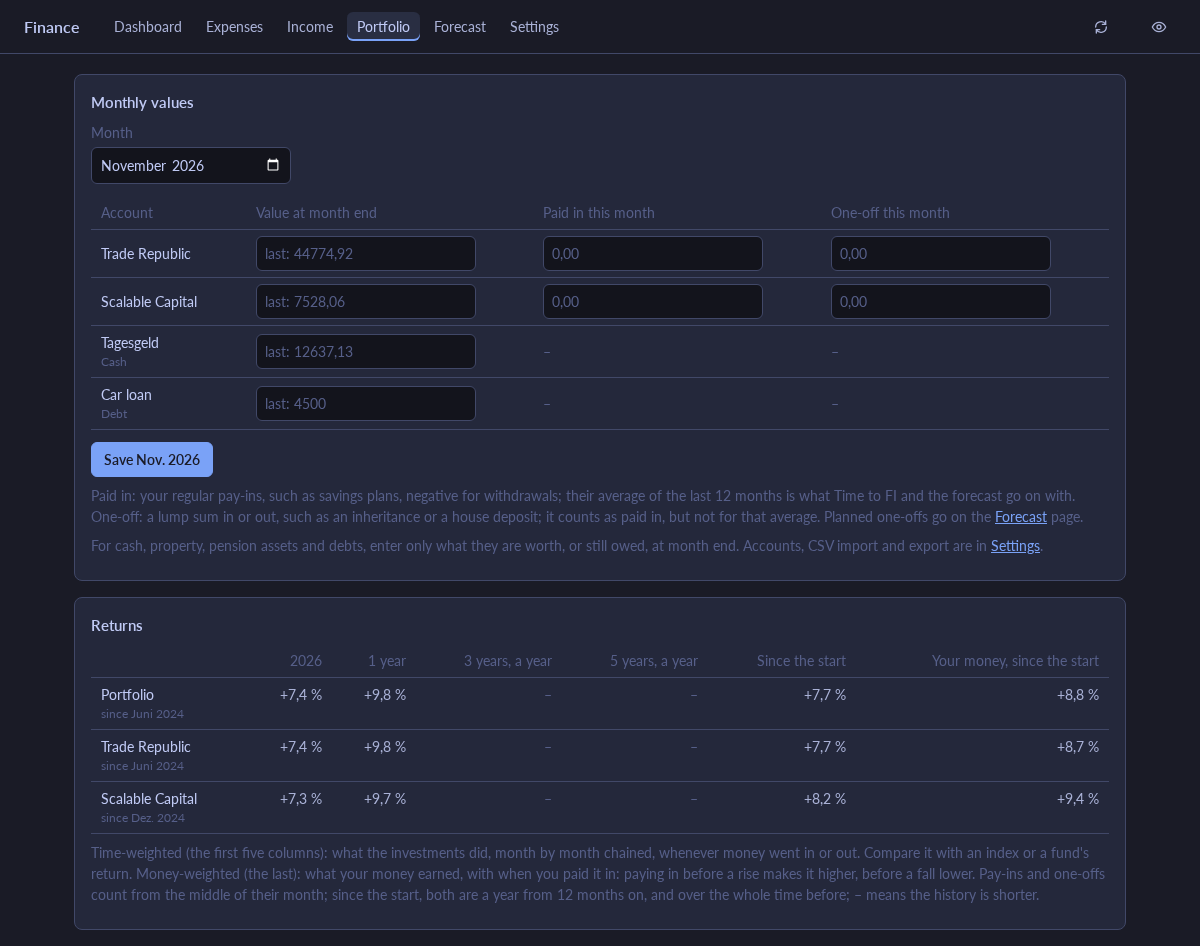 Finance Dashboard Expenses Income Portfolio Forecast Settings
Monthly values
Month
November 2026
Account Value at month end Paid in this month One-off this month
Trade Republic last: 44774,92 0,00 0,00
Scalable Capital last: 7528,06 0,00 0,00
Tagesgeld last: 12637,13 – –
Cash
Car loan last: 4500 – –
Debt
Save Nov. 2026
Paid in: your regular pay-ins, such as savings plans, negative for withdrawals; their average of the last 12 months is what Time to FI and the forecast go on with.
One-off: a lump sum in or out, such as an inheritance or a house deposit; it counts as paid in, but not for that average. Planned one-offs go on the Forecast page.
For cash, property, pension assets and debts, enter only what they are worth, or still owed, at month end. Accounts, CSV import and export are in Settings.
Returns
2026 1 year 3 years, a year 5 years, a year Since the start Your money, since the start
Portfolio +7,4 % +9,8 % – – +7,7 % +8,8 %
since Juni 2024
Trade Republic +7,4 % +9,8 % – – +7,7 % +8,7 %
since Juni 2024
Scalable Capital +7,3 % +9,7 % – – +8,2 % +9,4 %
since Dez. 2024
Time-weighted (the first five columns): what the investments did, month by month chained, whenever money went in or out. Compare it with an index or a fund's
return. Money-weighted (the last): what your money earned, with when you paid it in: paying in before a rise makes it higher, before a fall lower. Pay-ins and one-offs
count from the middle of their month; since the start, both are a year from 12 months on, and over the whole time before; – means the history is shorter.